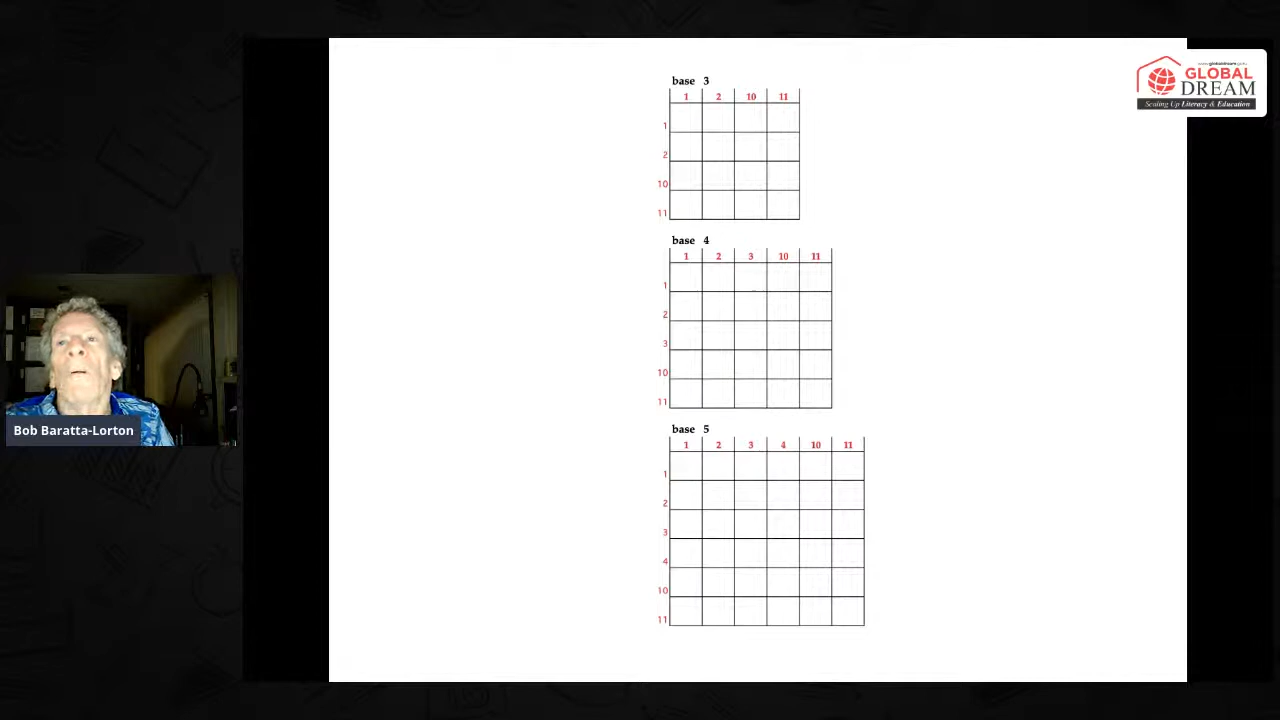 base 3
1 2 10 11
1
2
10
11
base 4
1 2 3 10 11
1
2
3
10
11
base 5
1 2 3 4 10 11
1
2
3
4
10
11
Bob Baratta-Lorton
GLOBAL
DREAM
Scaling Up Literacy & Education